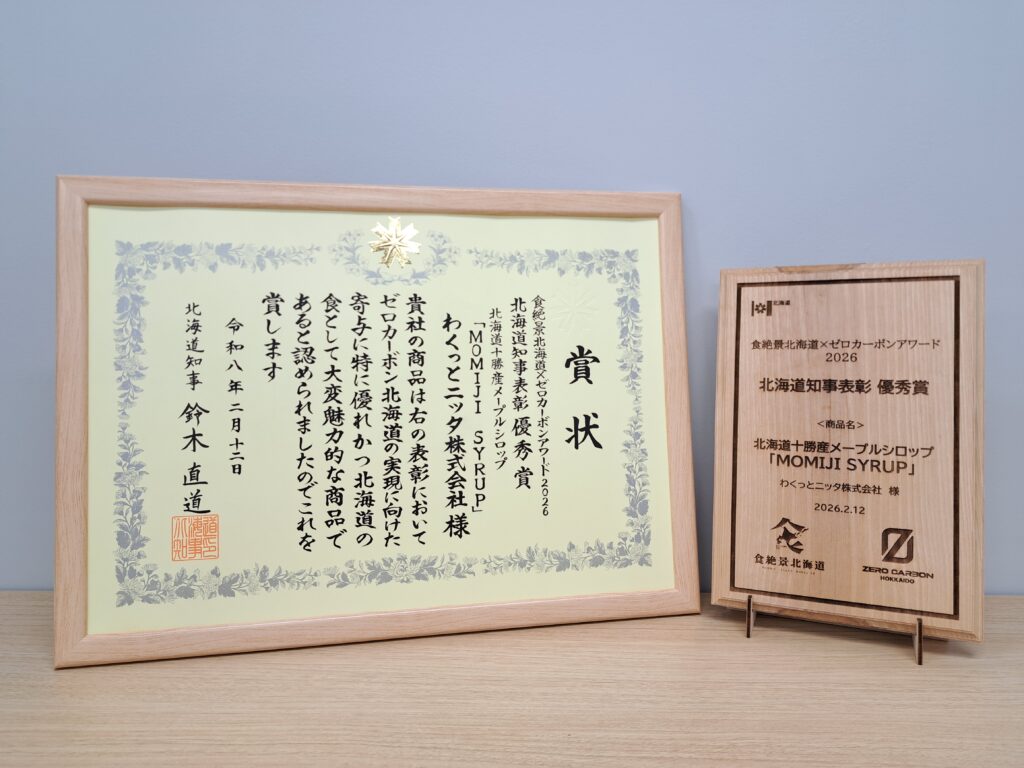 賞状
食絶景北海道×ゼロカーボンアワード2026
北海道知事表彰 優秀賞
北海道十勝産メープルシロップ
「MOMIJI SYRUP」
わくっとニッタ株式会社 様
貴社の商品は右の表彰において
ゼロカーボン北海道の実現に向けた
寄与に特に優れかつ北海道の
食として大変魅力的な商品で
あると認められましたのでこれを
賞します
令和八年二月十二日
北海道知事 鈴木直道
北海道
食絶景北海道×ゼロカーボンアワード
2026
北海道知事表彰 優秀賞
<商品名>
北海道十勝産メープルシロップ
「MOMIJI SYRUP」
わくっとニッタ株式会社 様
2026.2.12
食絶景北海道
ZERO CARBON
HOKKAIDO